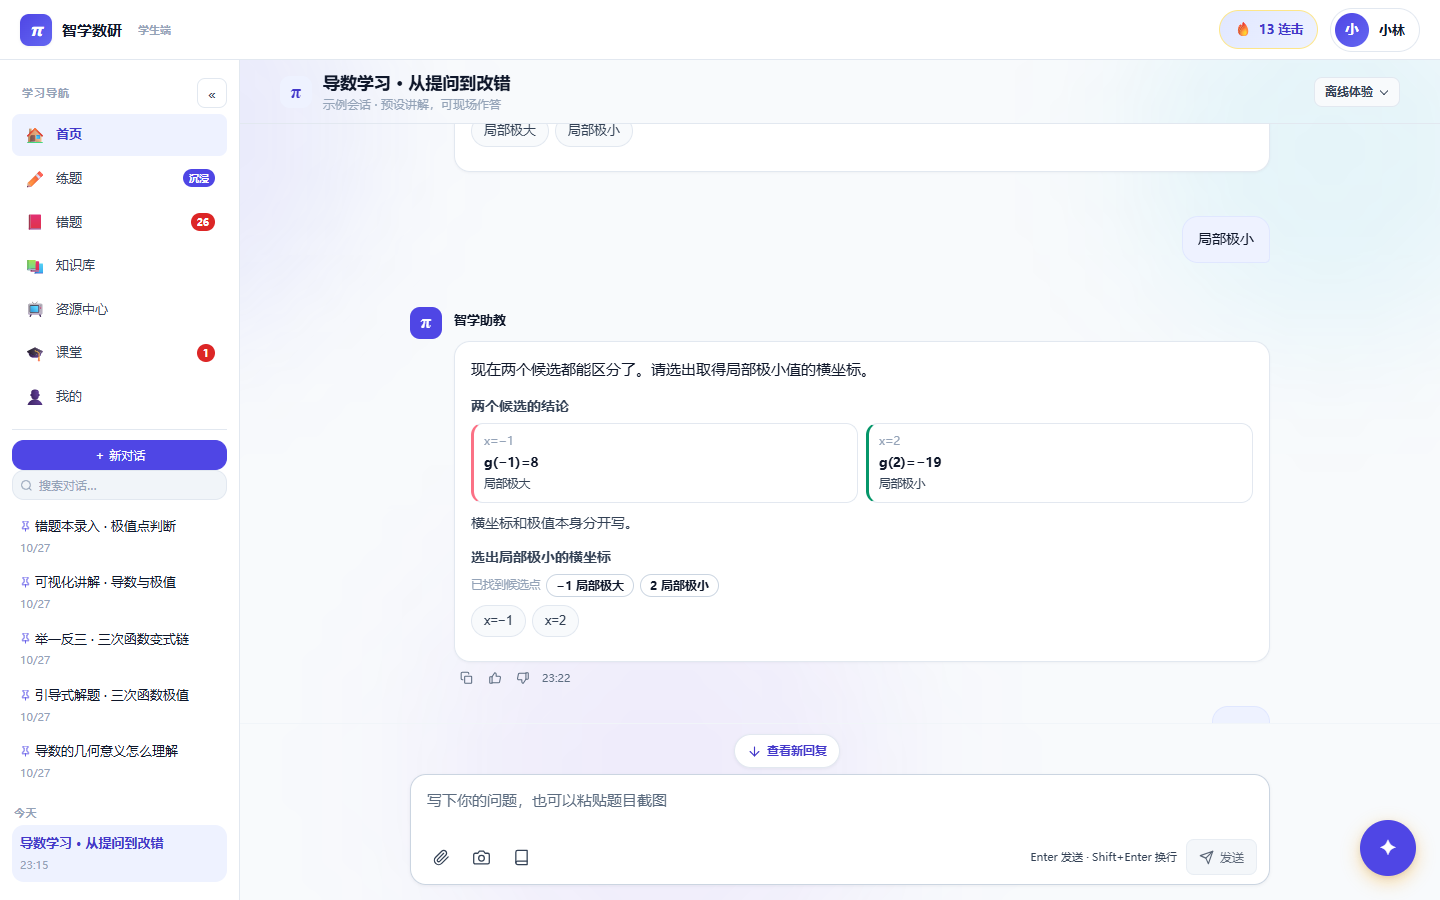 π 智学数研 学生端
13 连击
小 小林
学习导航 «
首页
练题 沉浸
错题 26
知识库
资源中心
课堂 1
我的
+ 新对话
搜索对话...
错题本录入 · 极值点判断
10/27
可视化讲解 · 导数与极值
10/27
举一反三 · 三次函数变式链
10/27
引导式解题 · 三次函数极值
10/27
导数的几何意义怎么理解
10/27
今天
导数学习 • 从提问到改错
23:15
π 导数学习 • 从提问到改错
示例会话 · 预设讲解，可现场作答
离线体验
局部极大 局部极小
局部极小
π 智学助教
现在两个候选都能区分了。请选出取得局部极小值的横坐标。
两个候选的结论
x=−1
g(−1)=8
局部极大
x=2
g(2)=−19
局部极小
横坐标和极值本身分开写。
选出局部极小的横坐标
已找到候选点 −1 局部极大 2 局部极小
x=−1 x=2
23:22
查看新回复
写下你的问题，也可以粘贴题目截图
Enter 发送 · Shift+Enter 换行 发送